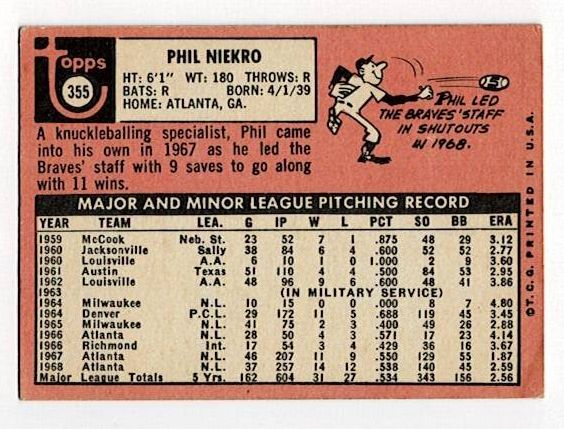 topps
355
PHIL NIEKRO
HT: 6'1" WT: 180 THROWS: R
BATS: R BORN: 4/1/39
HOME: ATLANTA, GA.
PHIL LED
THE BRAVES' STAFF
IN SHUTOUTS
IN 1968.
A knuckleballing specialist, Phil came
into his own in 1967 as he led the
Braves' staff with 9 saves to go along
with 11 wins.
MAJOR AND MINOR LEAGUE PITCHING RECORD
YEAR TEAM LEA. G IP W L PCT SO BB ERA
1959 McCook Neb. St. 23 52 7 1 .875 48 29 3.12
1960 Jacksonville Sally 38 84 6 4 .600 52 52 2.77
1960 Louisville A.A. 6 10 1 0 1.000 2 9 3.60
1961 Austin Texas 51 110 4 4 .500 84 53 2.95
1962 Louisville A.A. 48 96 9 6 .600 48 41 3.86
1963 (IN MILITARY SERVICE)
1964 Milwaukee N.L. 10 15 0 0 .000 8 7 4.80
1964 Denver P.C.L. 29 172 11 5 .688 119 45 3.45
1965 Milwaukee N.L. 41 75 2 3 .400 49 26 2.88
1966 Atlanta N.L. 28 50 4 3 .571 17 23 4.14
1966 Richmond Int. 17 54 3 4 .429 36 16 3.67
1967 Atlanta N.L. 46 207 11 9 .550 129 55 1.87
1968 Atlanta N.L. 37 257 14 12 .538 140 45 2.59
Major League Totals 5 Yrs. 162 604 31 27 .534 343 156 2.56
©T.C.G. PRINTED IN U.S.A.